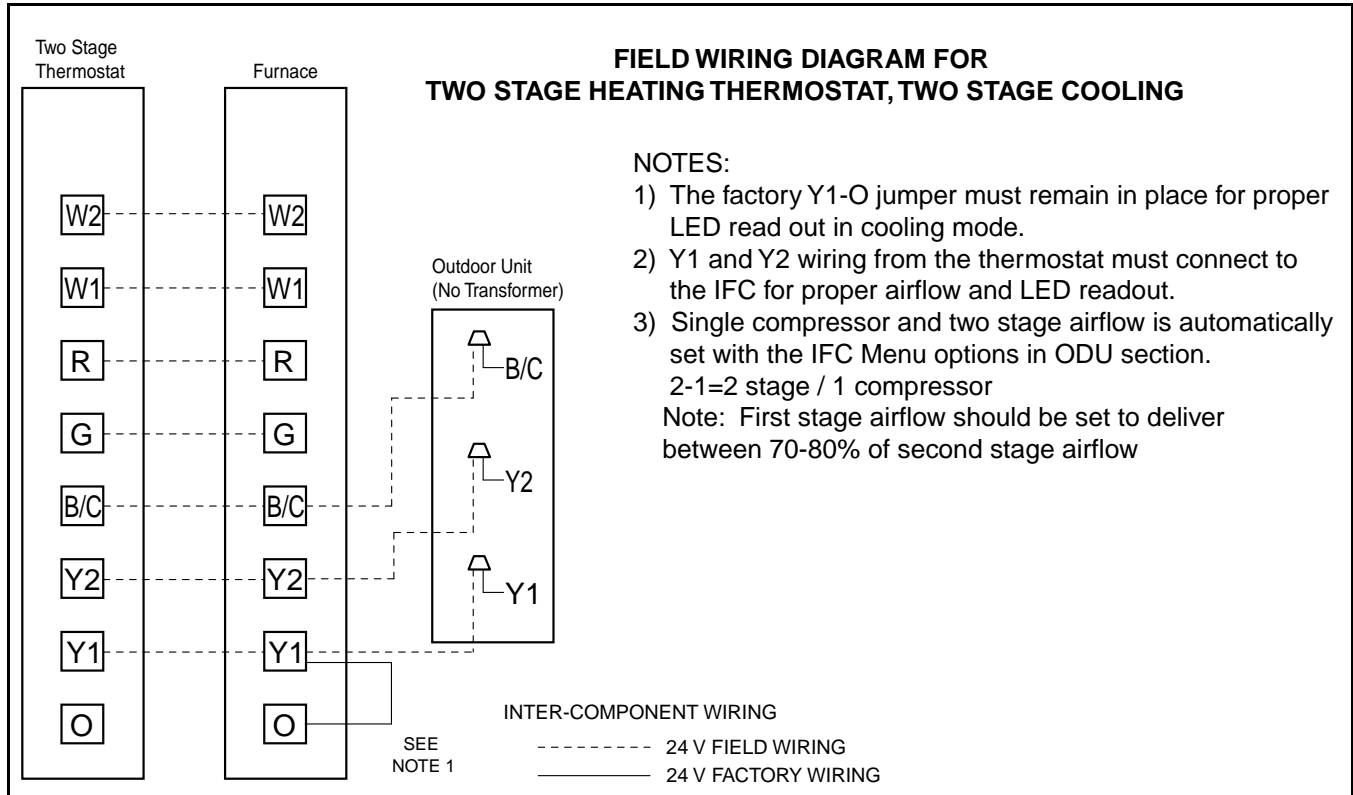 Two Stage
Thermostat
Furnace
FIELD WIRING DIAGRAM FOR
TWO STAGE HEATING THERMOSTAT, TWO STAGE COOLING
NOTES:
1) The factory Y1-O jumper must remain in place for proper
LED read out in cooling mode.
2) Y1 and Y2 wiring from the thermostat must connect to
the IFC for proper airflow and LED readout.
3) Single compressor and two stage airflow is automatically
set with the IFC Menu options in ODU section.
2-1=2 stage / 1 compressor
Note: First stage airflow should be set to deliver
between 70-80% of second stage airflow
W2
W1
R
G
B/C
Y2
Y1
O
W2
W1
R
G
B/C
Y2
Y1
O
Outdoor Unit
(No Transformer)
B/C
Y2
Y1
SEE
NOTE 1
INTER-COMPONENT WIRING
24 V FIELD WIRING
24 V FACTORY WIRING